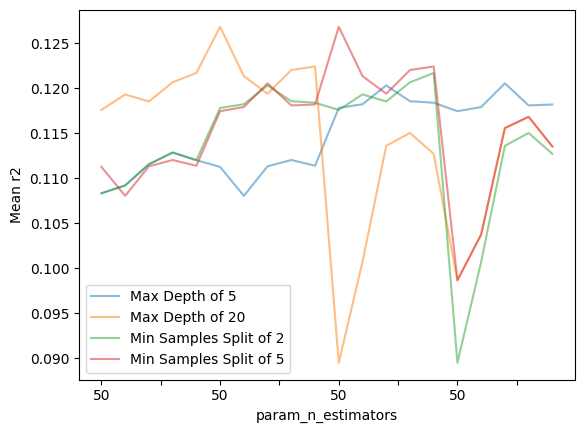 0.125
0.120
0.115
0.110
0.105
0.100
0.095
0.090
Mean r2
Max Depth of 5
Max Depth of 20
Min Samples Split of 2
Min Samples Split of 5
50 50 50 50
param_n_estimators